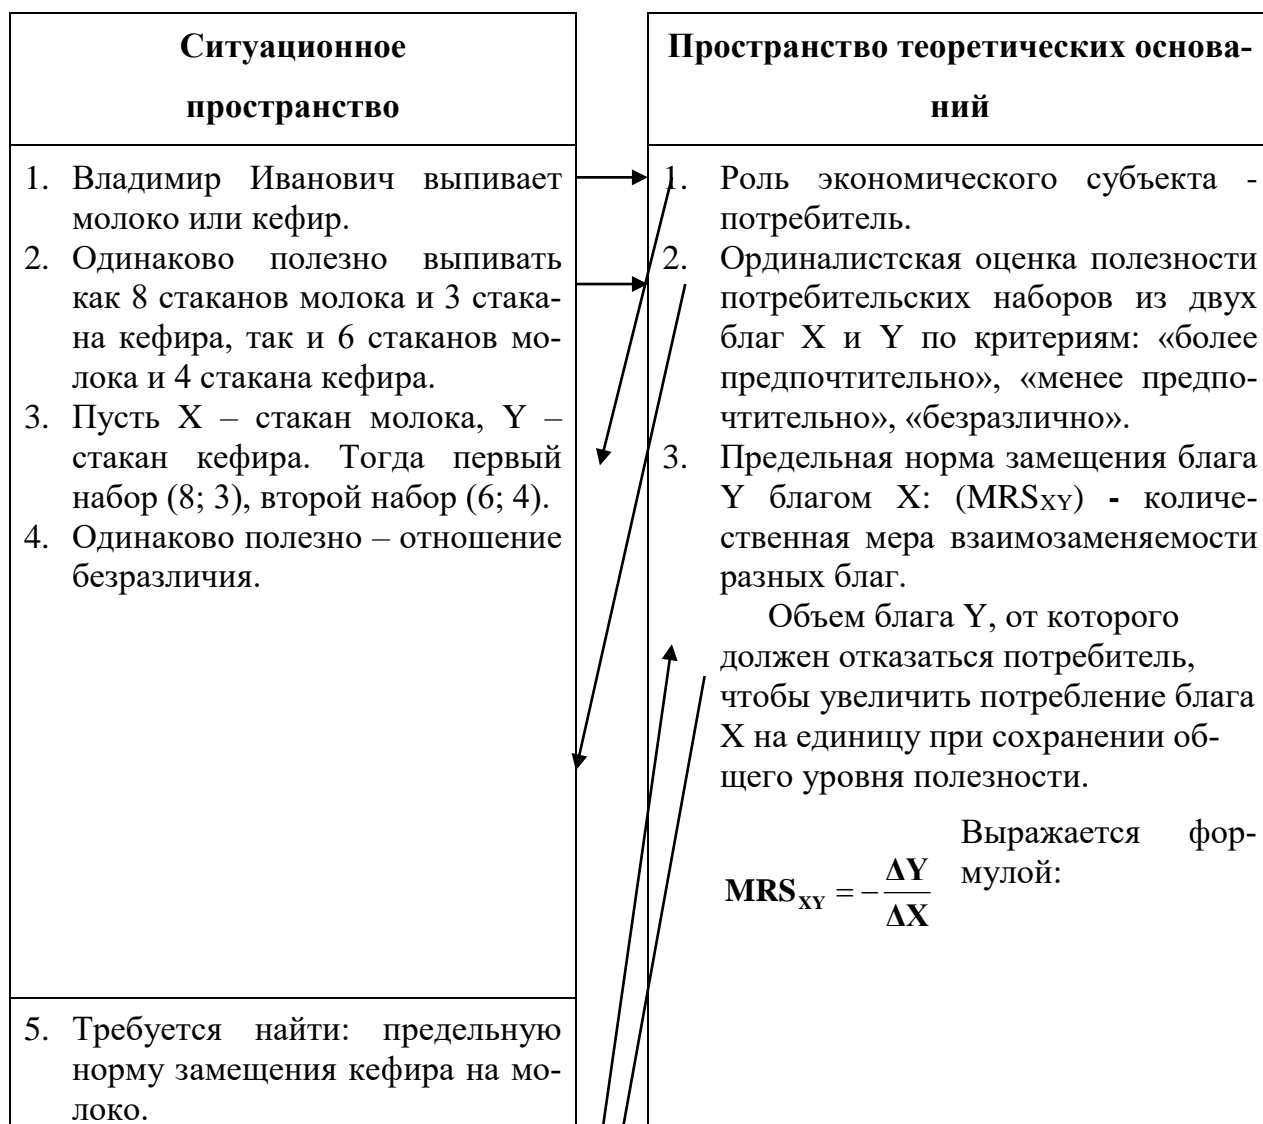 Ситуационное
пространство
1. Владимир Иванович выпивает
молоко или кефир.
2. Одинаково полезно выпивать
как 8 стаканов молока и 3 стака-
на кефира, так и 6 стаканов мо-
лока и 4 стакана кефира.
3. Пусть X – стакан молока, Y –
стакан кефира. Тогда первый
набор (8; 3), второй набор (6; 4).
4. Одинаково полезно – отношение
безразличия.
5. Требуется найти: предельную
норму замещения кефира на мо-
локо.
Пространство теоретических основа-
ний
1. Роль экономического субъекта -
потребитель.
2. Ординалистская оценка полезности
потребительских наборов из двух
благ X и Y по критериям: «более
предпочтительно», «менее предпо-
чтительно», «безразлично».
3. Предельная норма замещения блага
Y благом X: (MRSXY) - количе-
ственная мера взаимозаменяемости
разных благ.
Объем блага Y, от которого
должен отказаться потребитель,
чтобы увеличить потребление блага
X на единицу при сохранении об-
щего уровня полезности.
Выражается фор-
мулой:
MRSXY = − ΔY / ΔX